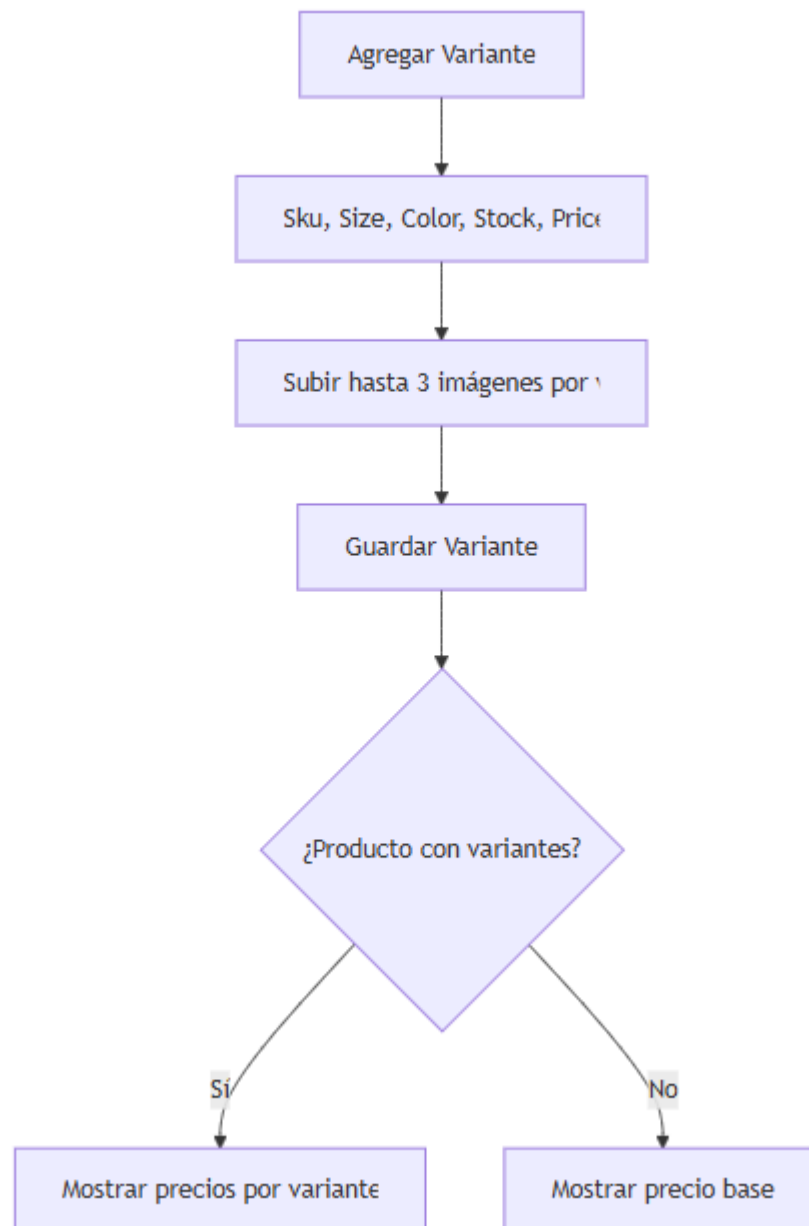 Agregar Variante
Sku, Size, Color, Stock, Price
Subir hasta 3 imágenes por
Guardar Variante
¿Producto con variantes?
Sí
No
Mostrar precios por variante
Mostrar precio base